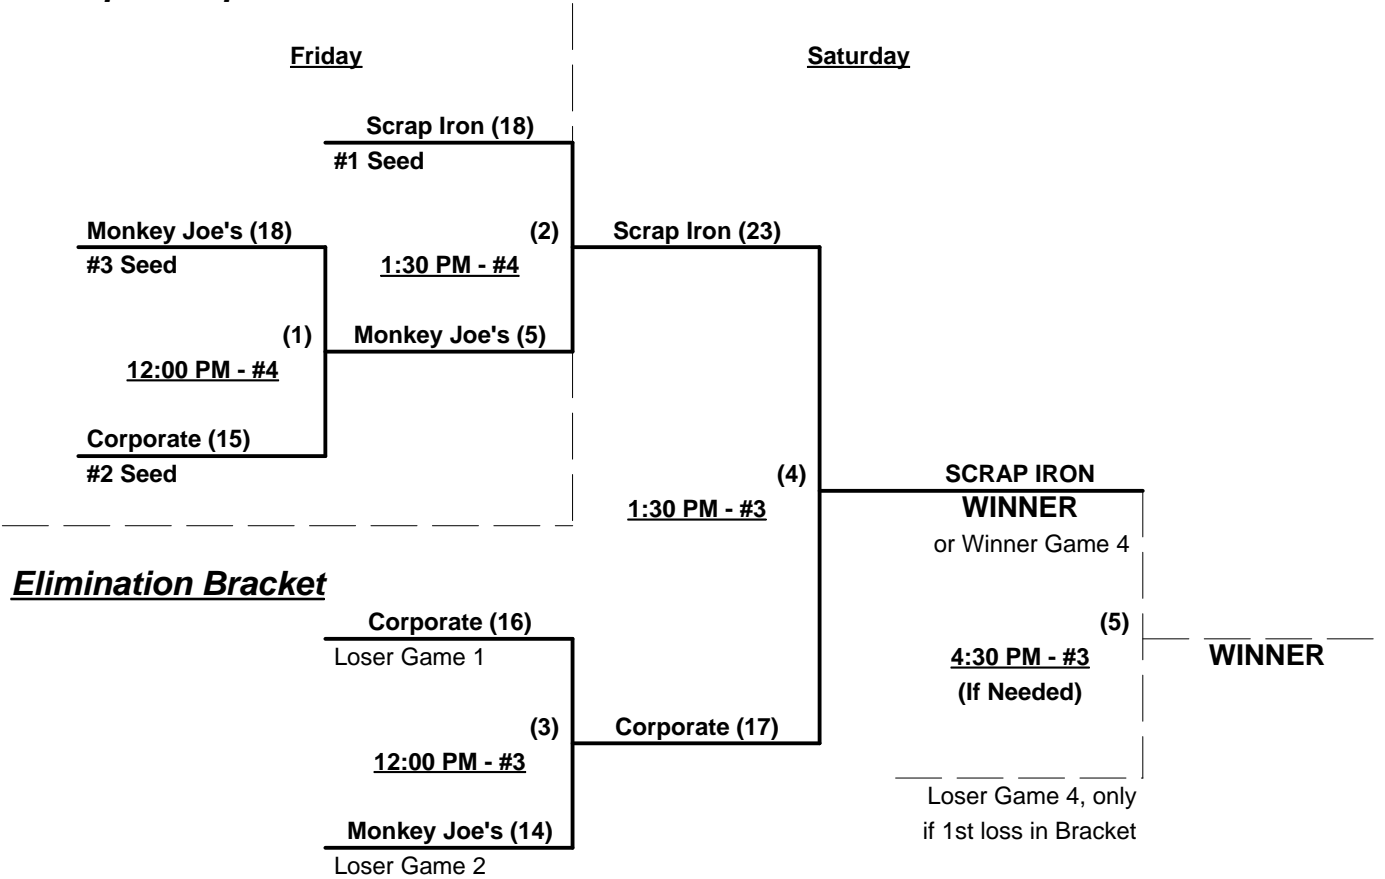 Friday
Saturday
Scrap Iron (18)
#1 Seed
Monkey Joe's (18)
#3 Seed
(2)
1:30 PM - #4
Scrap Iron (23)
(1)
12:00 PM - #4
Monkey Joe's (5)
Corporate (15)
#2 Seed
(4)
1:30 PM - #3
SCRAP IRON
WINNER
or Winner Game 4
Elimination Bracket
Corporate (16)
Loser Game 1
(5)
4:30 PM - #3
(If Needed)
WINNER
(3)
12:00 PM - #3
Corporate (17)
Monkey Joe's (14)
Loser Game 2
Loser Game 4, only
if 1st loss in Bracket